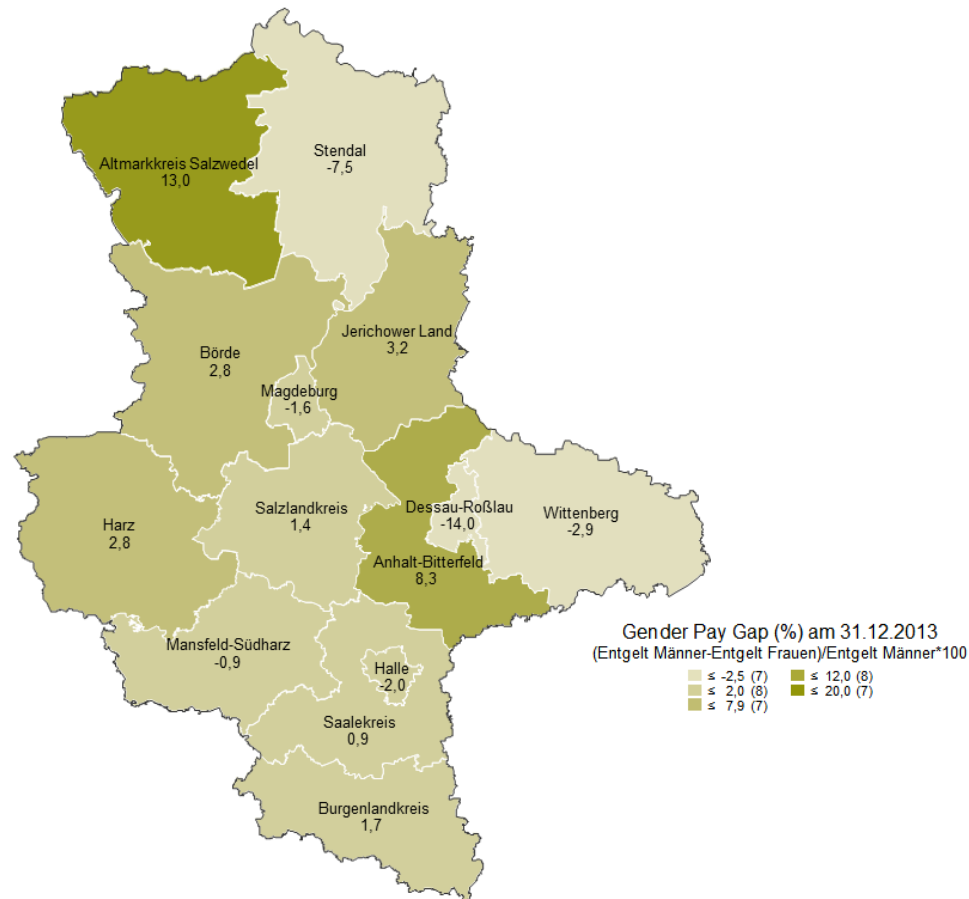 Stendal
-7,5
Altmarkkreis Salzwedel
13,0
Jerichower Land
3,2
Börde
2,8
Magdeburg
-1,6
Salzlandkreis
1,4
Dessau-Roßlau
-14,0
Wittenberg
-2,9
Harz
2,8
Anhalt-Bitterfeld
8,3
Mansfeld-Südharz
-0,9
Halle
-2,0
Saalekreis
0,9
Burgenlandkreis
1,7
Gender Pay Gap (%) am 31.12.2013
(Entgelt Männer-Entgelt Frauen)/Entgelt Männer*100
≤ -2,5 (7)
≤ 2,0 (8)
≤ 7,9 (7)
≤ 12,0 (8)
≤ 20,0 (7)